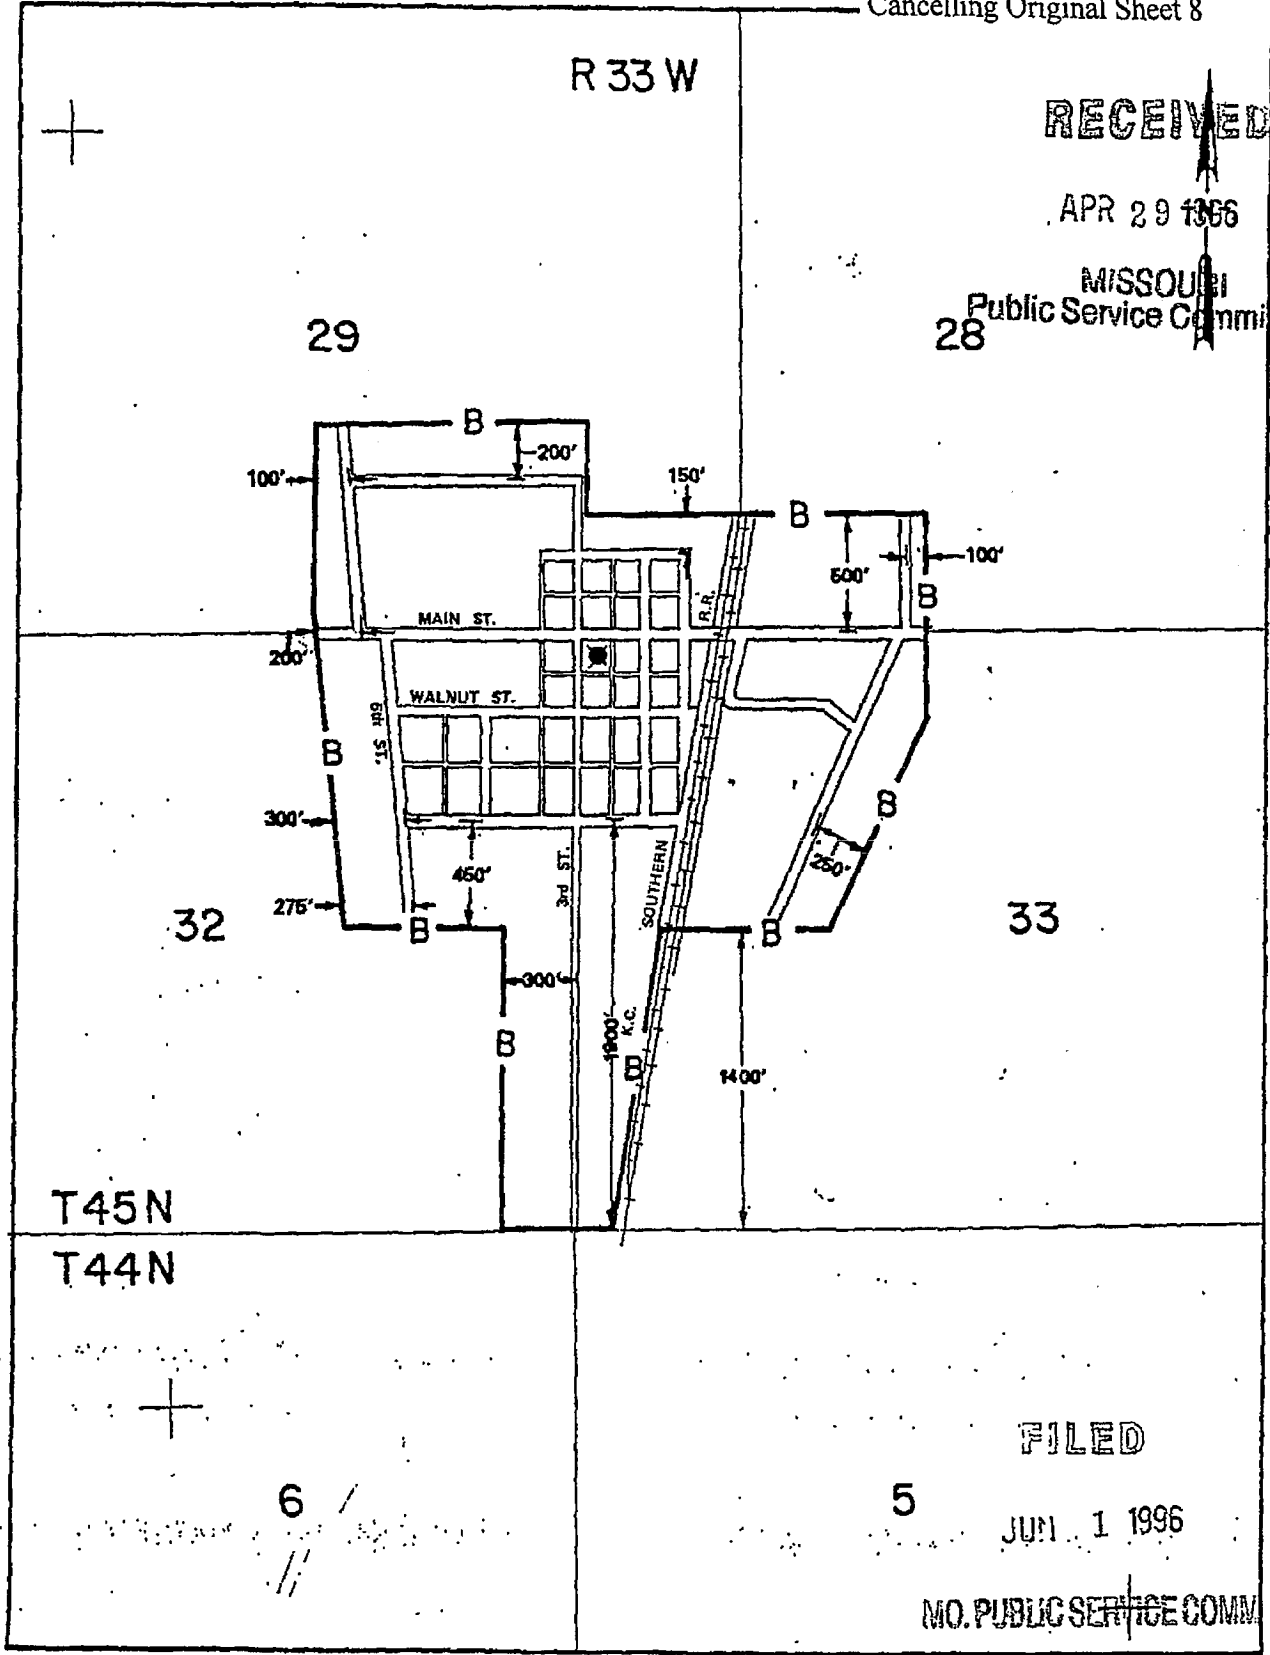 Cancelling Original Sheet 8
R 33 W
RECEIVED
APR 29 1996
MISSOURI
Public Service Commi
29
28
B
200'
100'
150'
B
100'
500'
B
R.R.
MAIN ST.
200'
WALNUT ST.
6th ST.
B
B
300'
250'
450'
3rd ST.
SOUTHERN
275'
32
33
B
B
300'
B
1900'
K.C.
B
1400'
T45N
T44N
FILED
6
5
JUN 1 1996
MO. PUBLIC SERVICE COMM